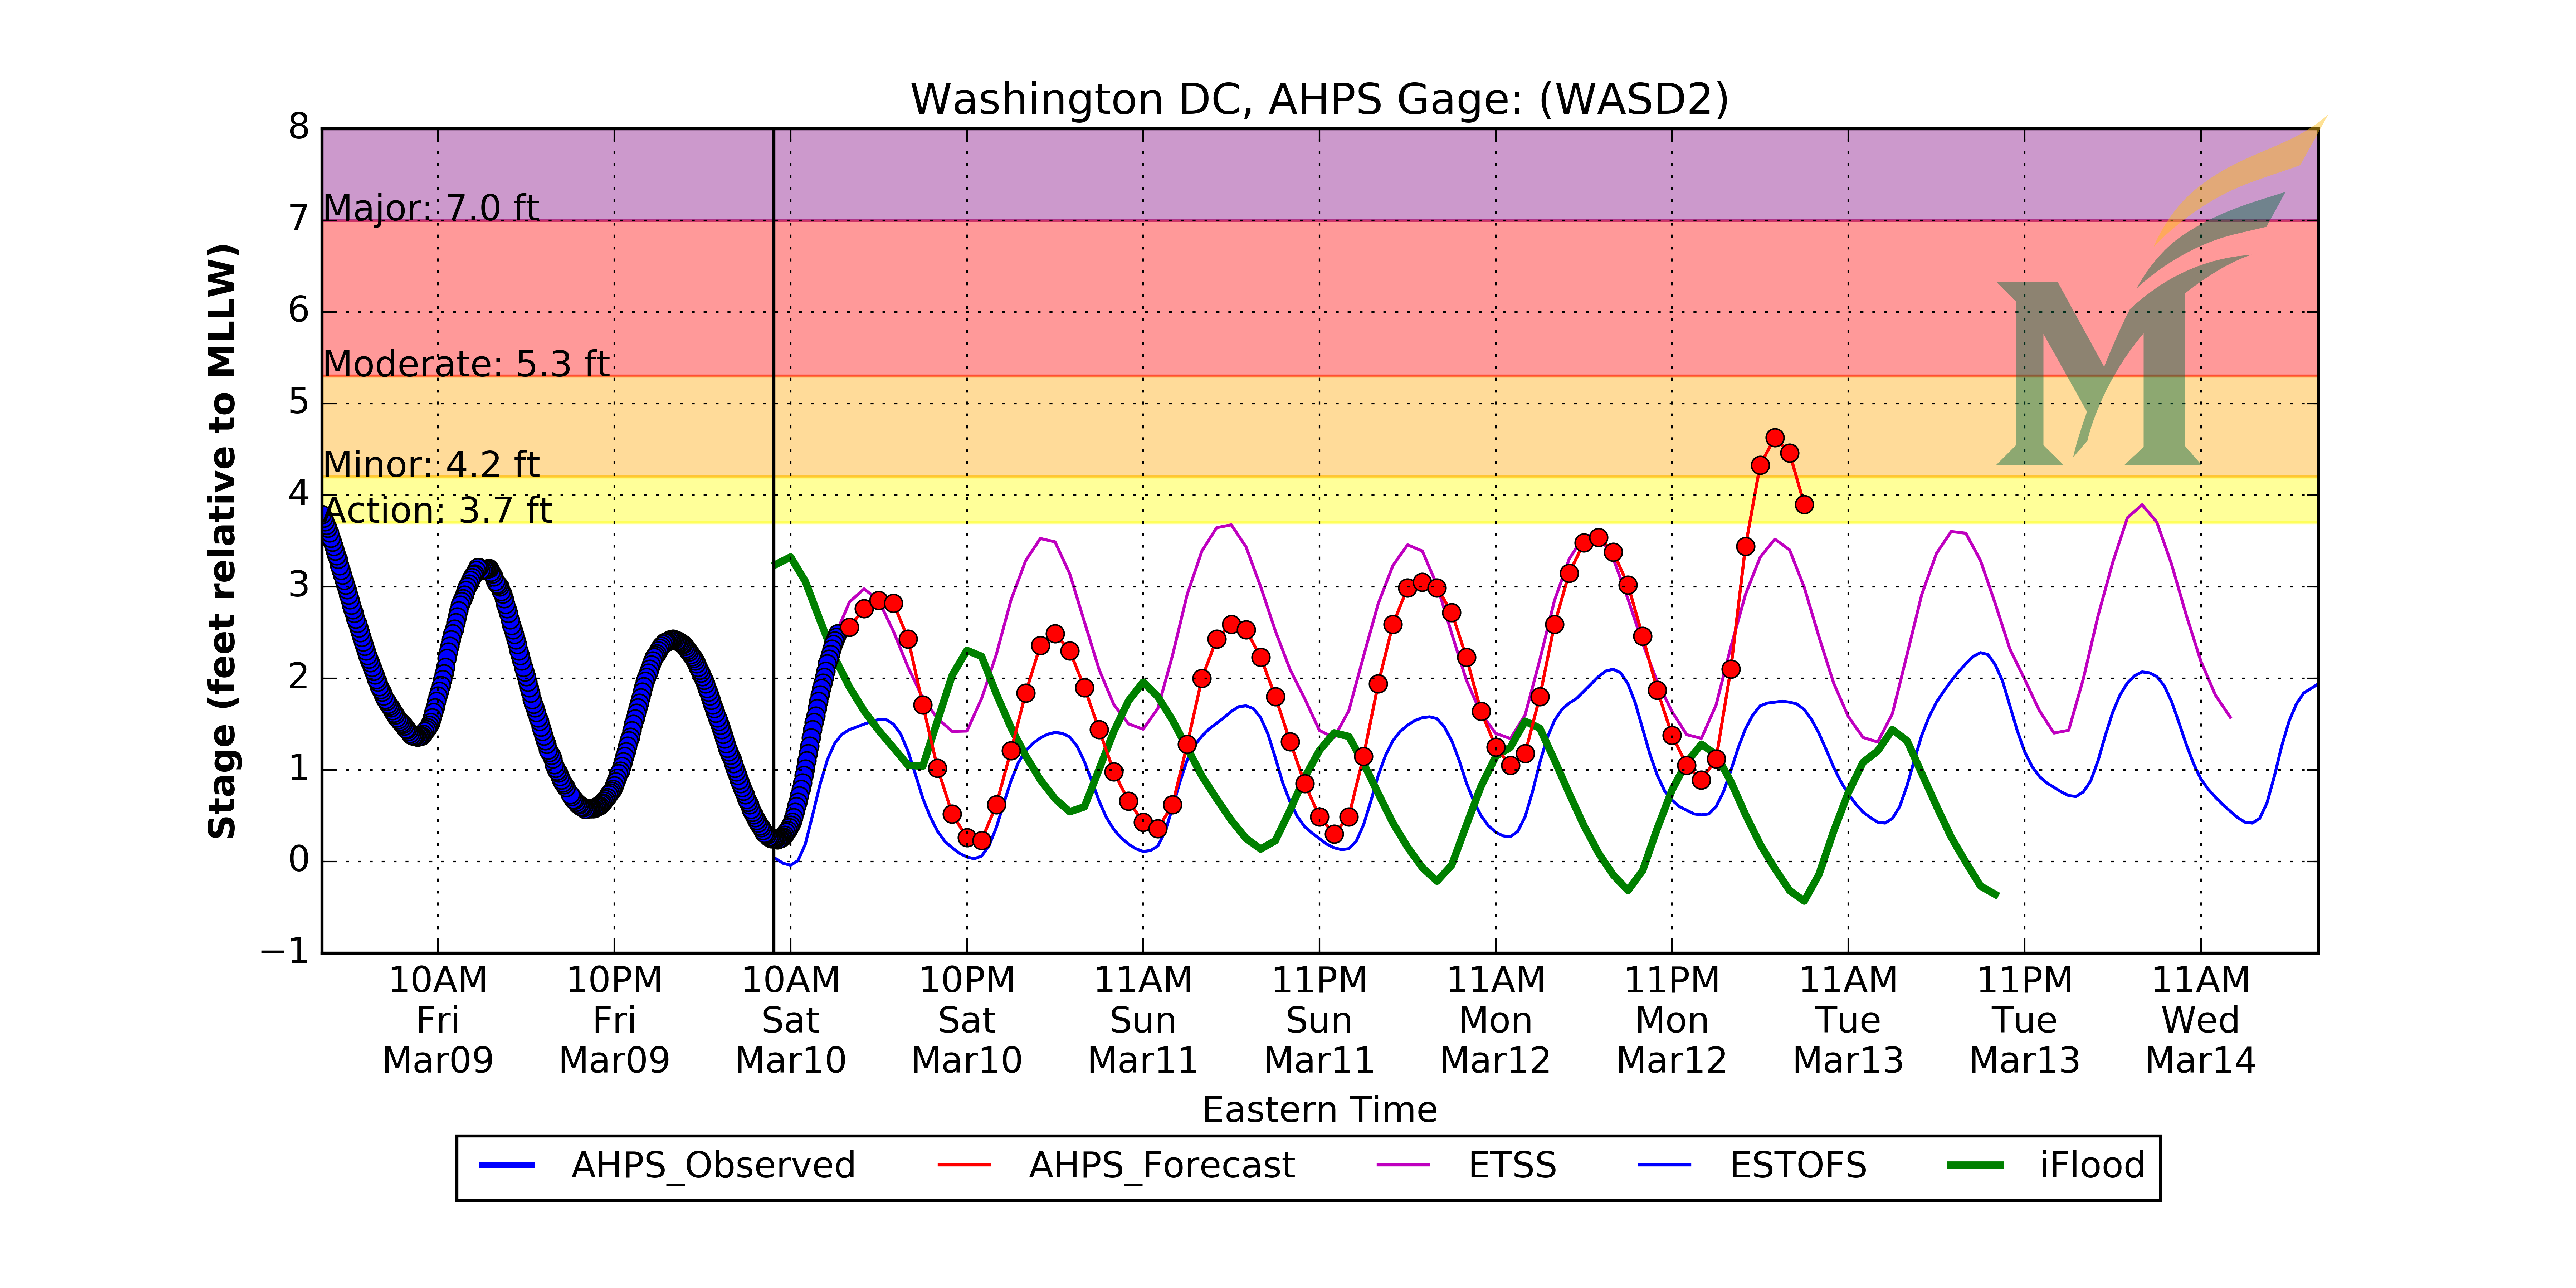 Washington DC, AHPS Gage: (WASD2)
Stage (feet relative to MLLW)
8
7
6
5
4
3
2
1
0
−1
Major: 7.0 ft
Moderate: 5.3 ft
Minor: 4.2 ft
Action: 3.7 ft
M
10AM 10PM 10AM 10PM 11AM 11PM 11AM 11PM 11AM 11PM 11AM
Fri Fri Sat Sat Sun Sun Mon Mon Tue Tue Wed
Mar09 Mar09 Mar10 Mar10 Mar11 Mar11 Mar12 Mar12 Mar13 Mar13 Mar14
Eastern Time
AHPS_Observed AHPS_Forecast ETSS ESTOFS iFlood